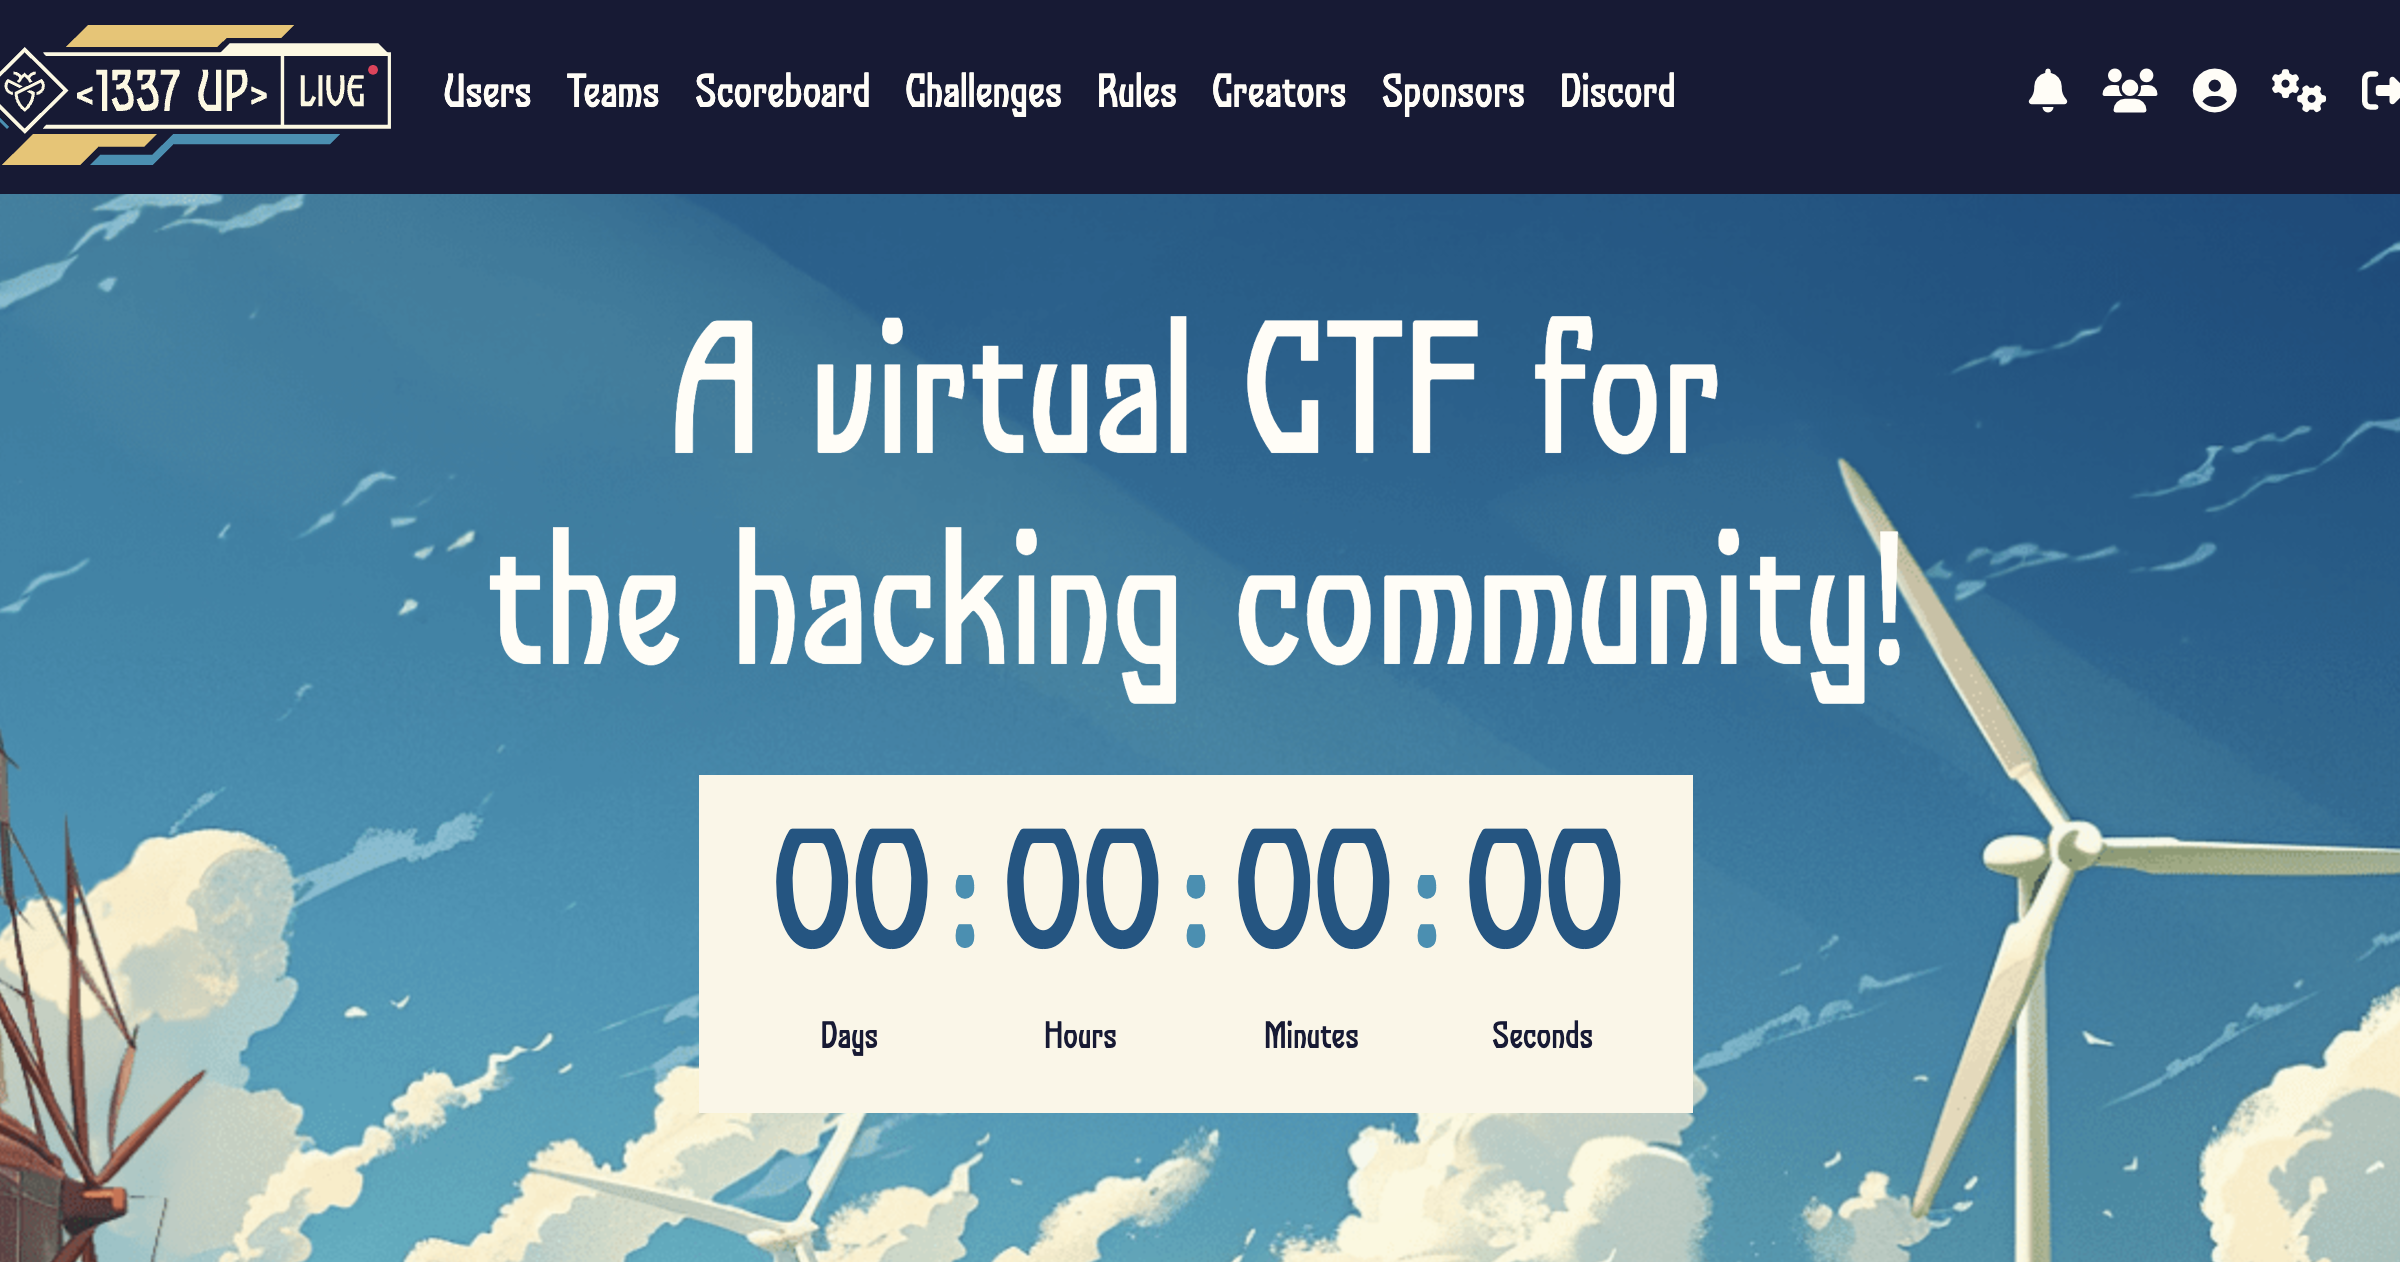 <1337 UP> LIVE
Users Teams Scoreboard Challenges Rules Creators Sponsors Discord
A virtual CTF for
the hacking community!
00 : 00 : 00 : 00
Days Hours Minutes Seconds